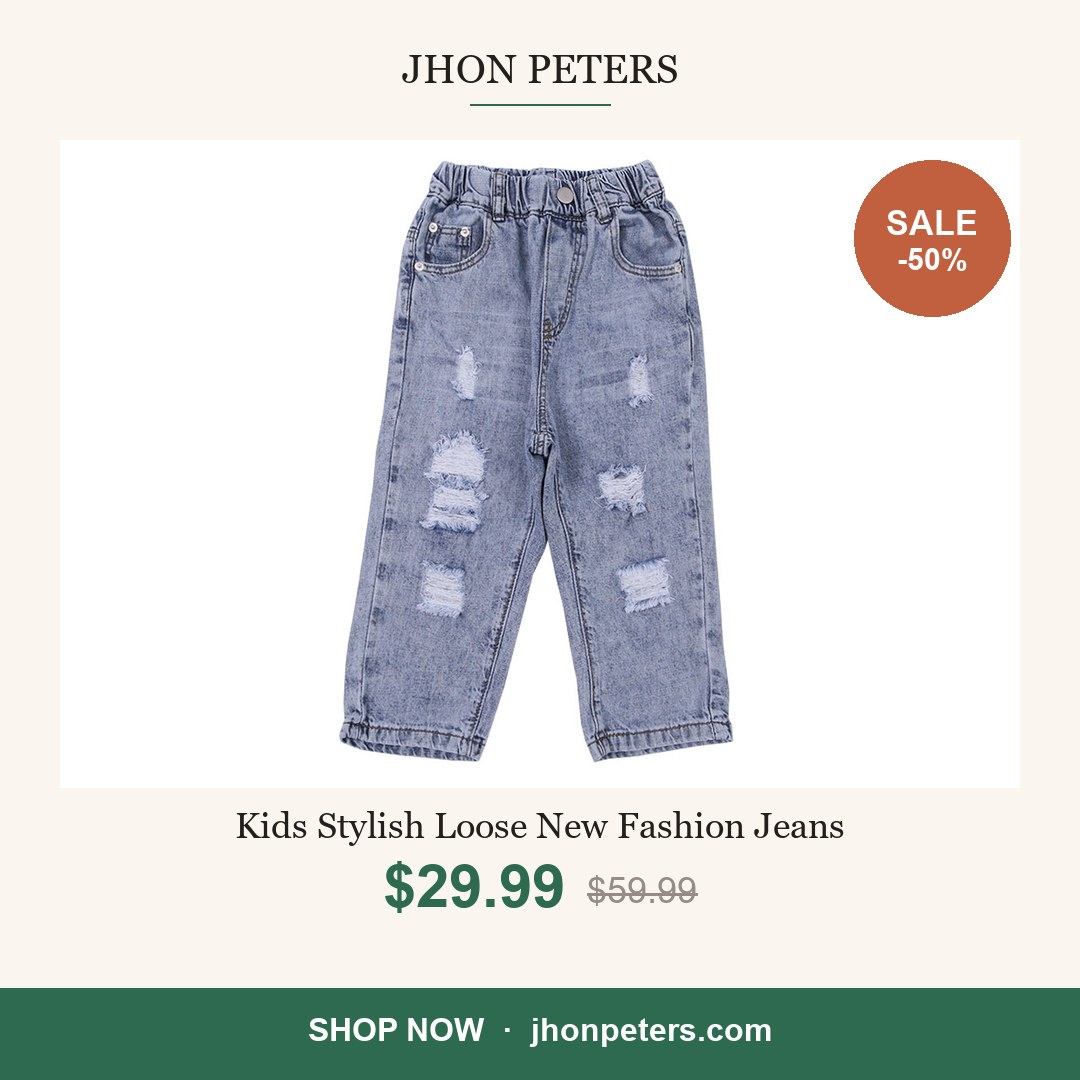 JHON PETERS
SALE
-50%
Kids Stylish Loose New Fashion Jeans
$29.99 $59.99
SHOP NOW · jhonpeters.com